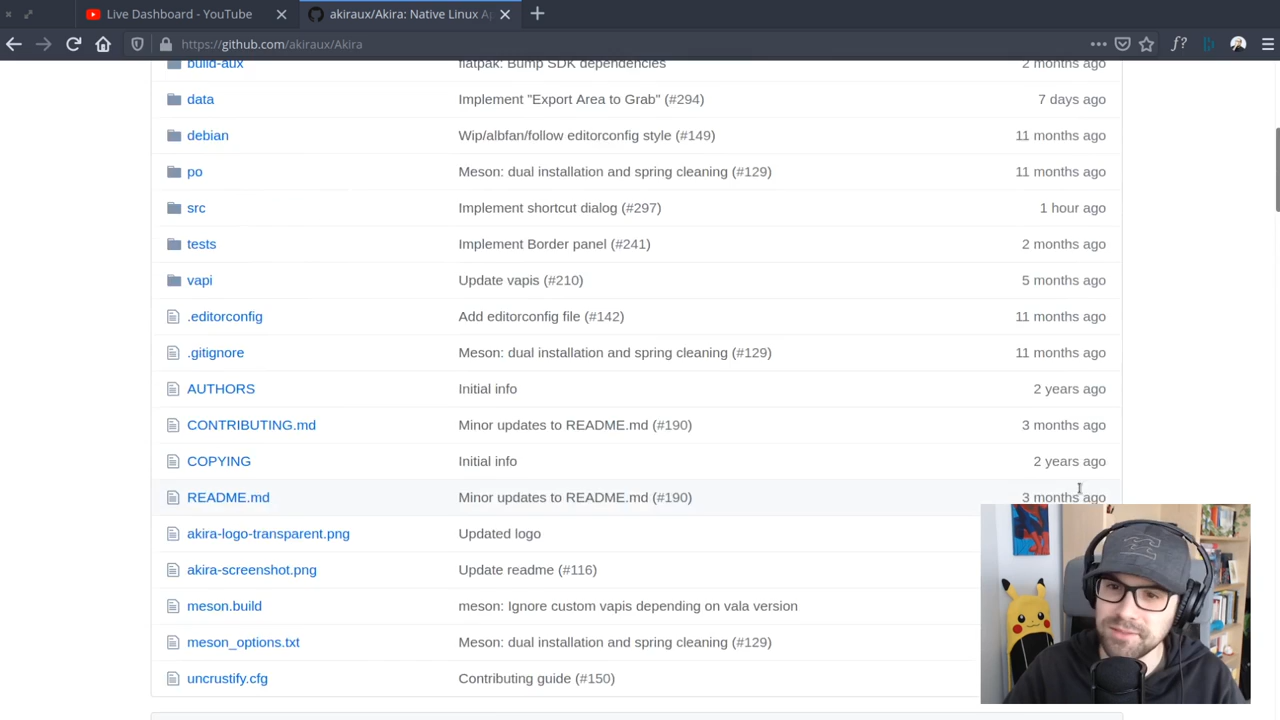 Live Dashboard - YouTube
akiraux/Akira: Native Linux Ap
https://github.com/akiraux/Akira
f?
build-aux flatpak: Bump SDK dependencies 2 months ago
data Implement "Export Area to Grab" (#294) 7 days ago
debian Wip/albfan/follow editorconfig style (#149) 11 months ago
po Meson: dual installation and spring cleaning (#129) 11 months ago
src Implement shortcut dialog (#297) 1 hour ago
tests Implement Border panel (#241) 2 months ago
vapi Update vapis (#210) 5 months ago
.editorconfig Add editorconfig file (#142) 11 months ago
.gitignore Meson: dual installation and spring cleaning (#129) 11 months ago
AUTHORS Initial info 2 years ago
CONTRIBUTING.md Minor updates to README.md (#190) 3 months ago
COPYING Initial info 2 years ago
README.md Minor updates to README.md (#190) 3 months ago
akira-logo-transparent.png Updated logo
akira-screenshot.png Update readme (#116)
meson.build meson: Ignore custom vapis depending on vala version
meson_options.txt Meson: dual installation and spring cleaning (#129)
uncrustify.cfg Contributing guide (#150)